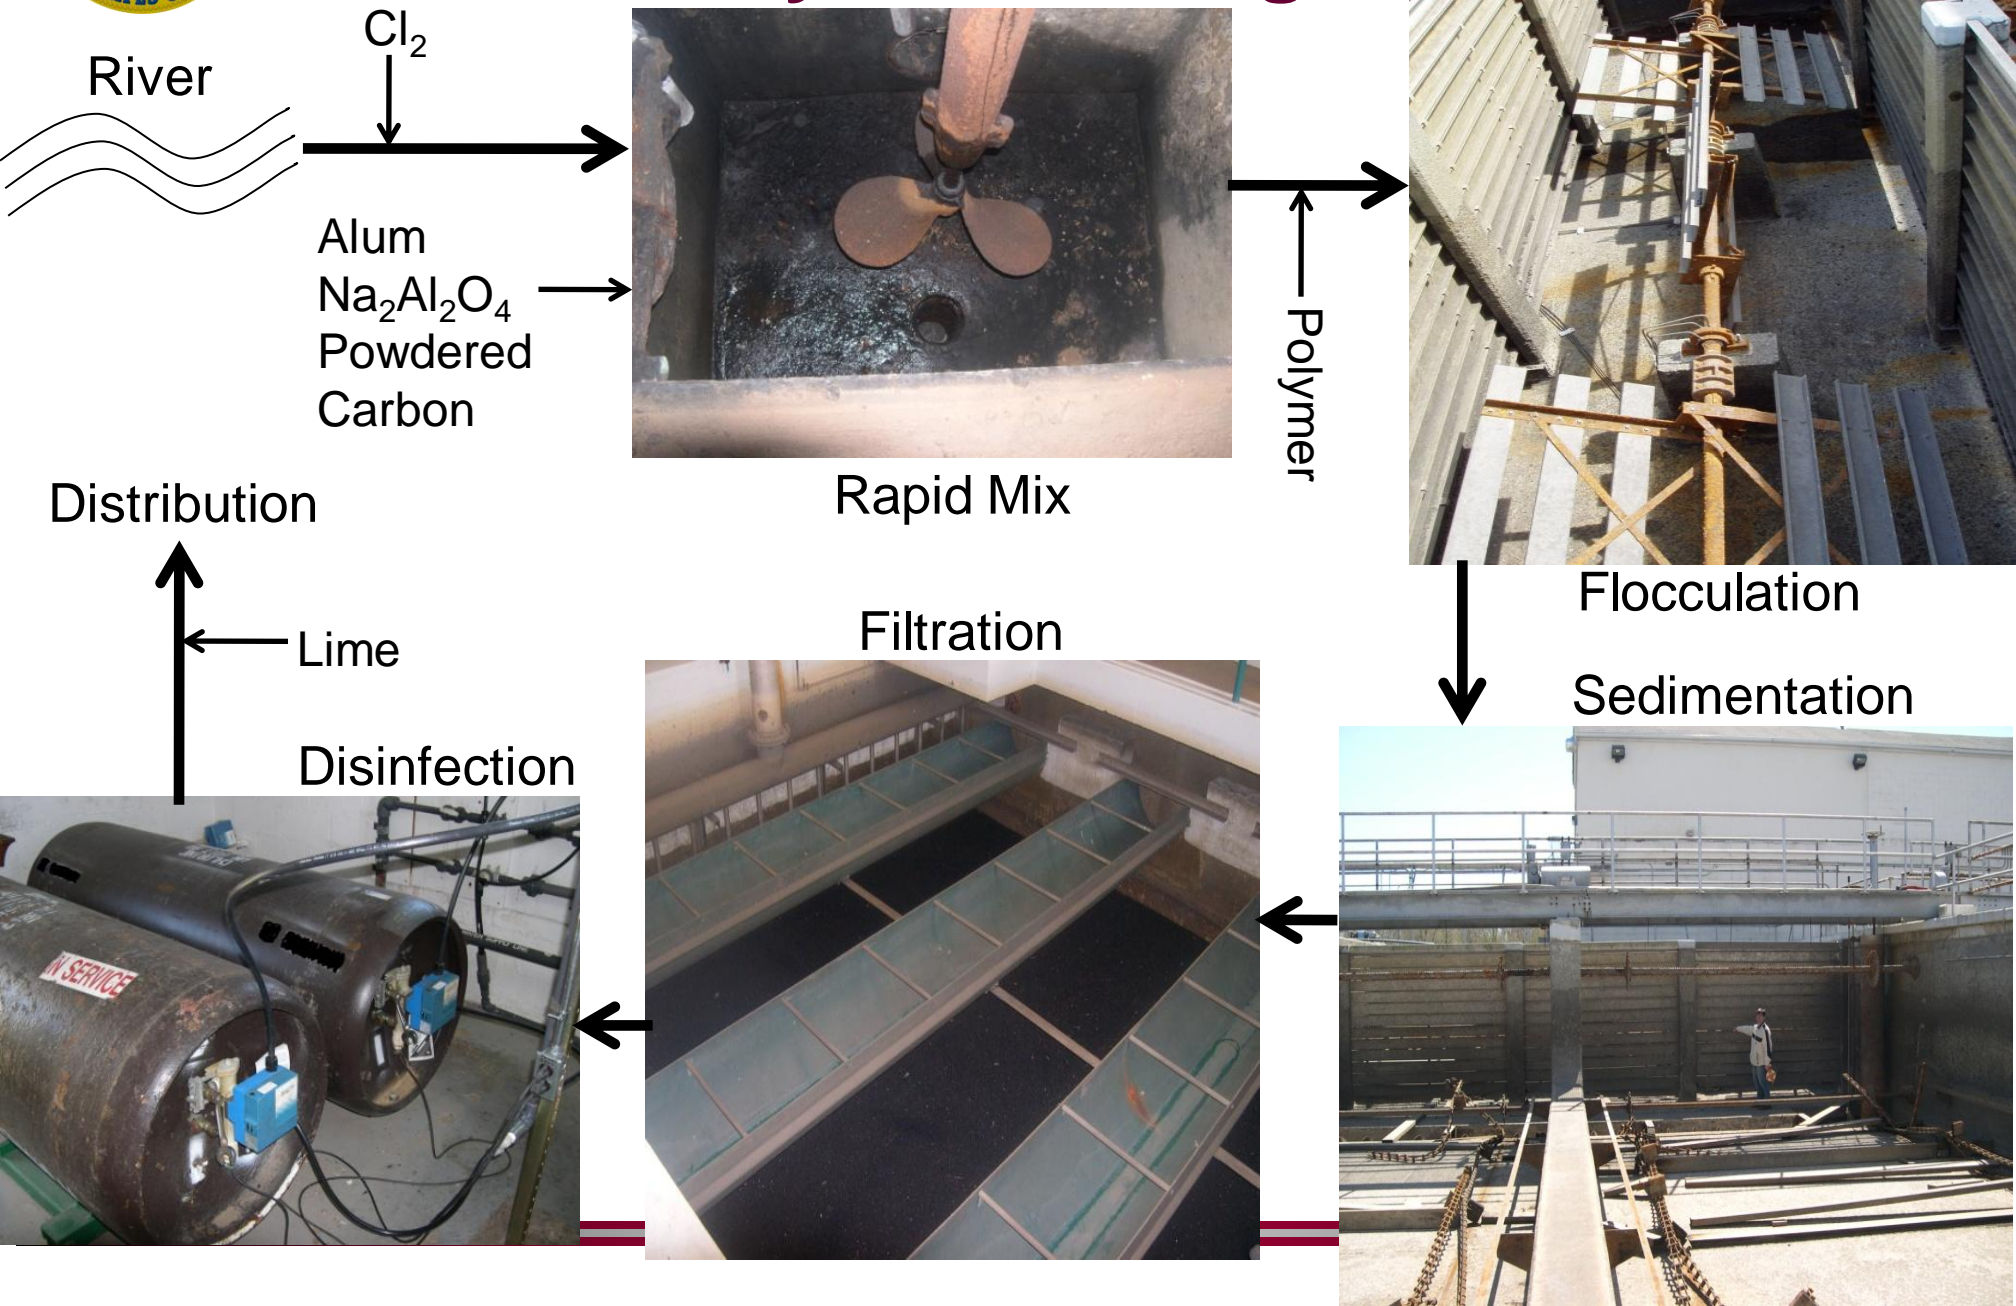 Cl₂
River
Alum
Na₂Al₂O₄
Powdered
Carbon
Rapid Mix
Polymer
Flocculation
Sedimentation
Filtration
Disinfection
IN SERVICE
Lime
Distribution